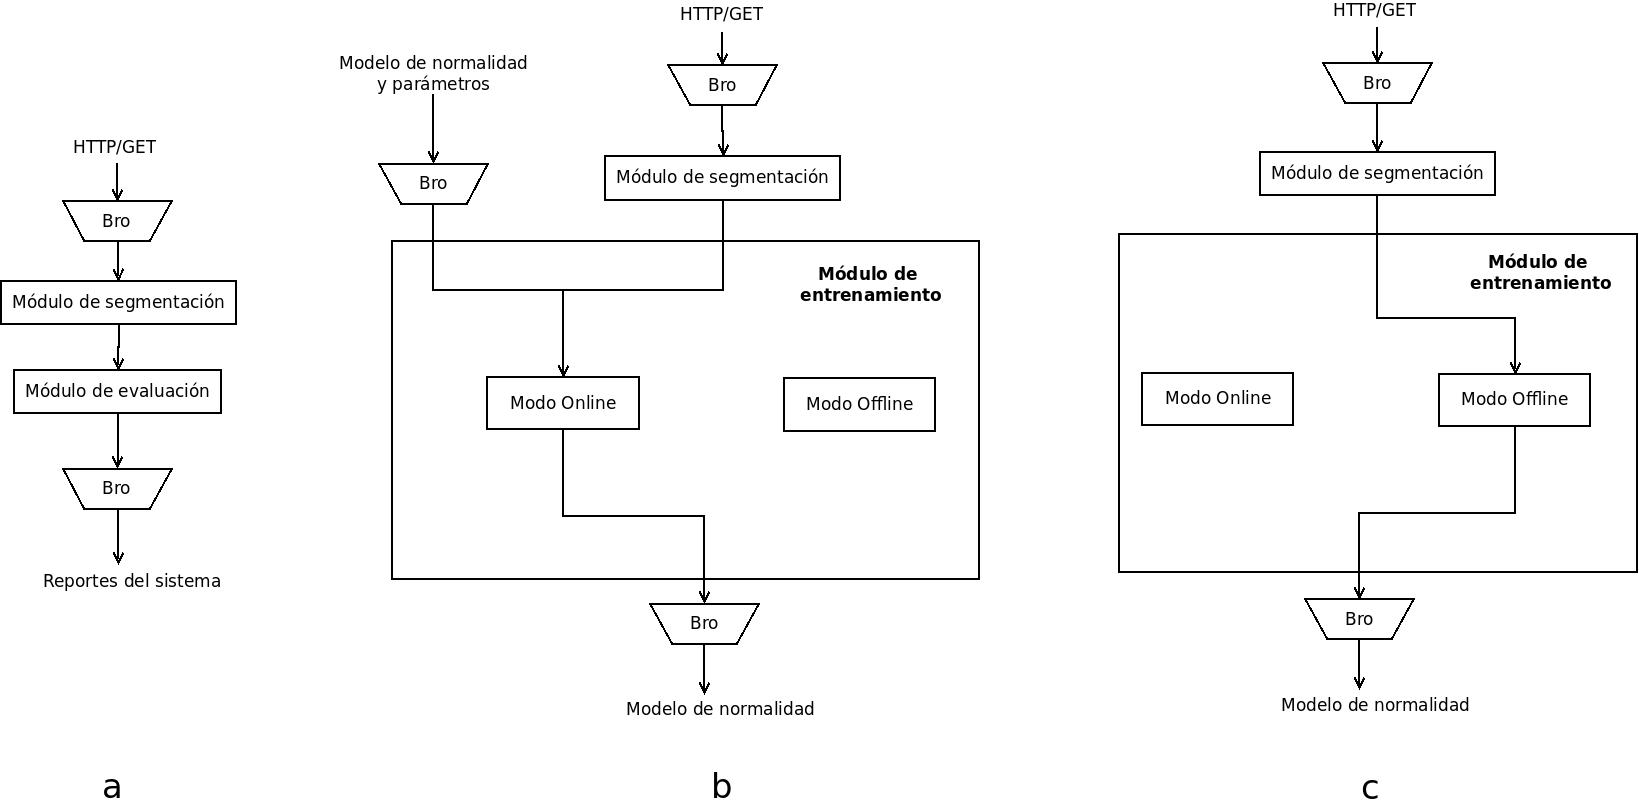 HTTP/GET
Bro
Módulo de segmentación
Módulo de evaluación
Bro
Reportes del sistema
a
Modelo de normalidad
y parámetros
Bro
HTTP/GET
Bro
Módulo de segmentación
Módulo de
entrenamiento
Modo Online
Modo Offline
Bro
Modelo de normalidad
b
HTTP/GET
Bro
Módulo de segmentación
Módulo de
entrenamiento
Modo Online
Modo Offline
Bro
Modelo de normalidad
c